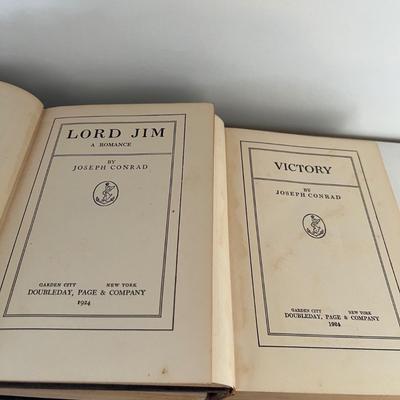 LORD JIM
A ROMANCE
BY
JOSEPH CONRAD
GARDEN CITY NEW YORK
DOUBLEDAY, PAGE & COMPANY
1924
VICTORY
BY
JOSEPH CONRAD
GARDEN CITY NEW YORK
DOUBLEDAY, PAGE & COMPANY
1924